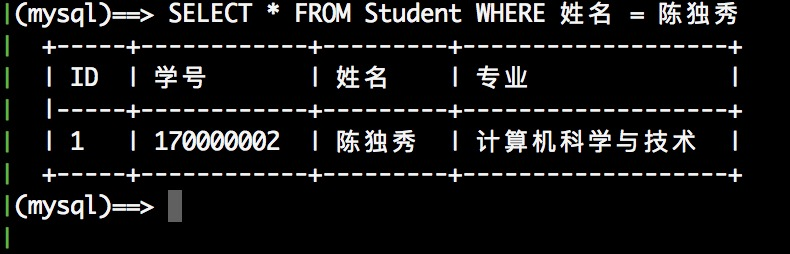 |(mysql)==> SELECT * FROM Student WHERE 姓名 = 陈独秀
|  +-----+------------+---------+-------------------+
|  | ID  | 学号       | 姓名    | 专业              |
|  |-----+------------+---------+-------------------+
|  | 1   | 170000002  | 陈独秀  | 计算机科学与技术  |
|  +-----+------------+---------+-------------------+
|(mysql)==>
|